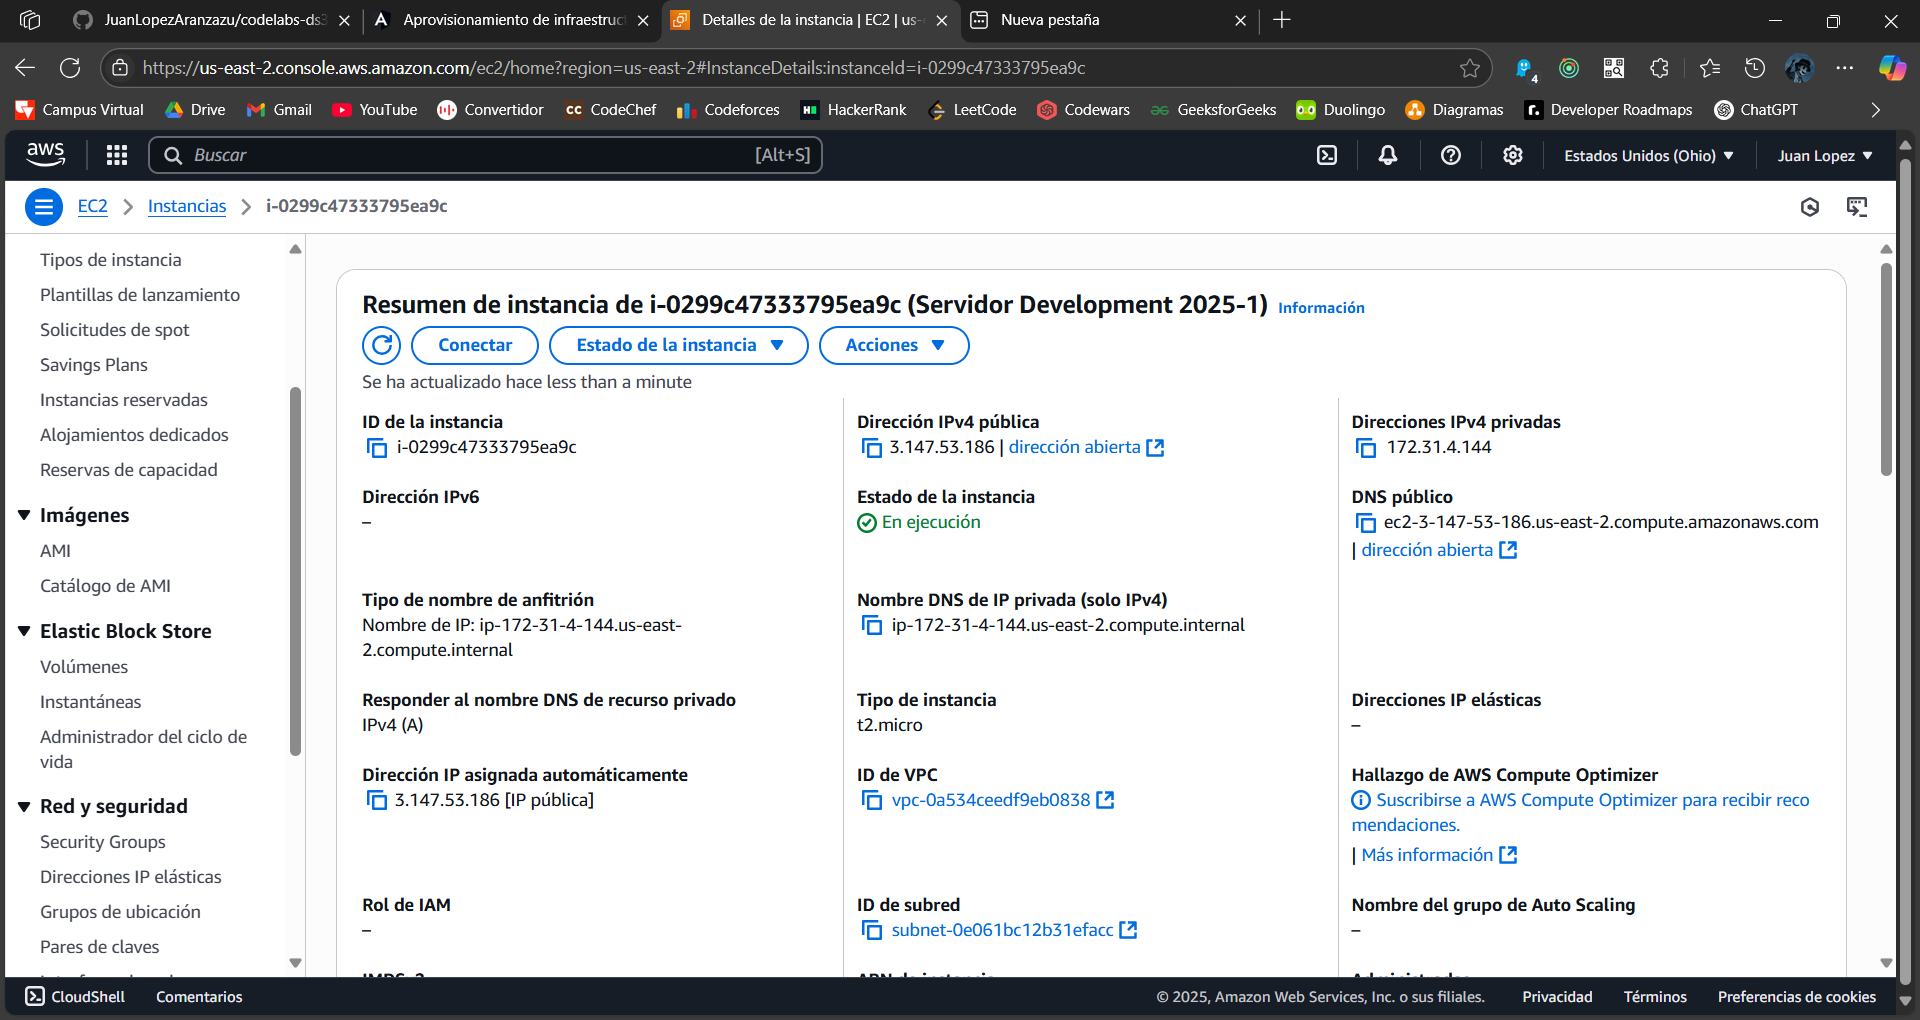 JuanLopezAranzazu/codelabs-ds3
Aprovisionamiento de infraestruc
Detalles de la instancia | EC2 | us-
Nueva pestaña
https://us-east-2.console.aws.amazon.com/ec2/home?region=us-east-2#InstanceDetails:instanceId=i-0299c47333795ea9c
4
Campus Virtual
Drive
Gmail
YouTube
Convertidor
CC CodeChef
Codeforces
HackerRank
LeetCode
Codewars
GeeksforGeeks
Duolingo
Diagramas
r. Developer Roadmaps
ChatGPT
aws
Buscar
[Alt+S]
Estados Unidos (Ohio)
Juan Lopez
EC2
Instancias
i-0299c47333795ea9c
Tipos de instancia
Plantillas de lanzamiento
Solicitudes de spot
Savings Plans
Instancias reservadas
Alojamientos dedicados
Reservas de capacidad
Imágenes
AMI
Catálogo de AMI
Elastic Block Store
Volúmenes
Instantáneas
Administrador del ciclo de
vida
Red y seguridad
Security Groups
Direcciones IP elásticas
Grupos de ubicación
Pares de claves
Resumen de instancia de i-0299c47333795ea9c (Servidor Development 2025-1) Información
Conectar
Estado de la instancia
Acciones
Se ha actualizado hace less than a minute
ID de la instancia
i-0299c47333795ea9c
Dirección IPv4 pública
3.147.53.186 | dirección abierta
Direcciones IPv4 privadas
172.31.4.144
Dirección IPv6
–
Estado de la instancia
En ejecución
DNS público
ec2-3-147-53-186.us-east-2.compute.amazonaws.com
| dirección abierta
Tipo de nombre de anfitrión
Nombre de IP: ip-172-31-4-144.us-east-
2.compute.internal
Nombre DNS de IP privada (solo IPv4)
ip-172-31-4-144.us-east-2.compute.internal
Responder al nombre DNS de recurso privado
IPv4 (A)
Tipo de instancia
t2.micro
Direcciones IP elásticas
–
Dirección IP asignada automáticamente
3.147.53.186 [IP pública]
ID de VPC
vpc-0a534ceedf9eb0838
Hallazgo de AWS Compute Optimizer
Suscribirse a AWS Compute Optimizer para recibir reco
mendaciones.
| Más información
Rol de IAM
–
ID de subred
subnet-0e061bc12b31efacc
Nombre del grupo de Auto Scaling
–
CloudShell
Comentarios
© 2025, Amazon Web Services, Inc. o sus filiales.
Privacidad
Términos
Preferencias de cookies